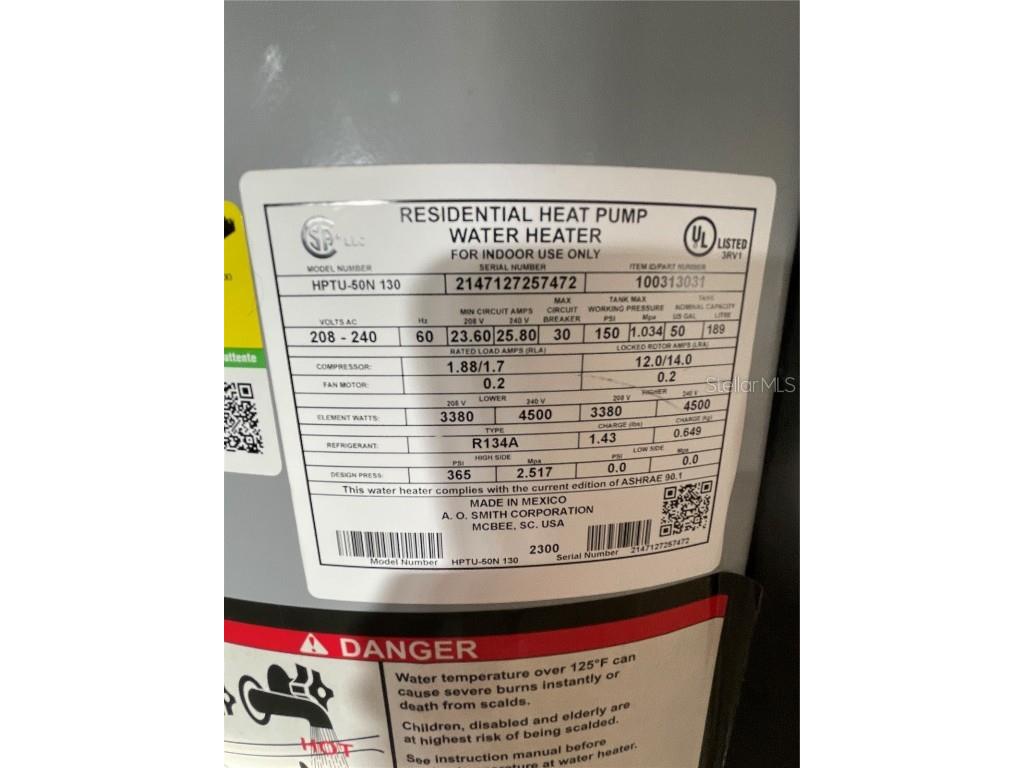 RESIDENTIAL HEAT PUMP
WATER HEATER
FOR INDOOR USE ONLY
SP LLC
UL LISTED
3RV1
MODEL NUMBER SERIAL NUMBER ITEM ID/PART NUMBER
HPTU-50N 130 2147127257472 100313031
VOLTS AC Hz MIN CIRCUIT AMPS MAX CIRCUIT BREAKER TANK MAX WORKING PRESSURE TANK NOMINAL CAPACITY
208 V 240 V PSI Mpa US GAL LITRE
208 - 240 60 23.60 25.80 30 150 1.034 50 189
RATED LOAD AMPS (RLA) LOCKED ROTOR AMPS (LRA)
COMPRESSOR: 1.88/1.7 12.0/14.0
FAN MOTOR: 0.2 0.2
LOWER HIGHER
208 V 240 V 208 V 240 V
ELEMENT WATTS: 3380 4500 3380 4500
TYPE CHARGE (lbs) CHARGE (kg)
REFRIGERANT: R134A 1.43 0.649
HIGH SIDE LOW SIDE
PSI Mpa PSI Mpa
DESIGN PRESS: 365 2.517 0.0 0.0
This water heater complies with the current edition of ASHRAE 90.1
MADE IN MEXICO
A. O. SMITH CORPORATION
MCBEE, SC. USA
2300
Model Number HPTU-50N 130 Serial Number 2147127257472
attente
StellarMLS
DANGER
HOT
Water temperature over 125°F can
cause severe burns instantly or
death from scalds.
Children, disabled and elderly are
at highest risk of being scalded.
See instruction manual before
temperature at water heater.